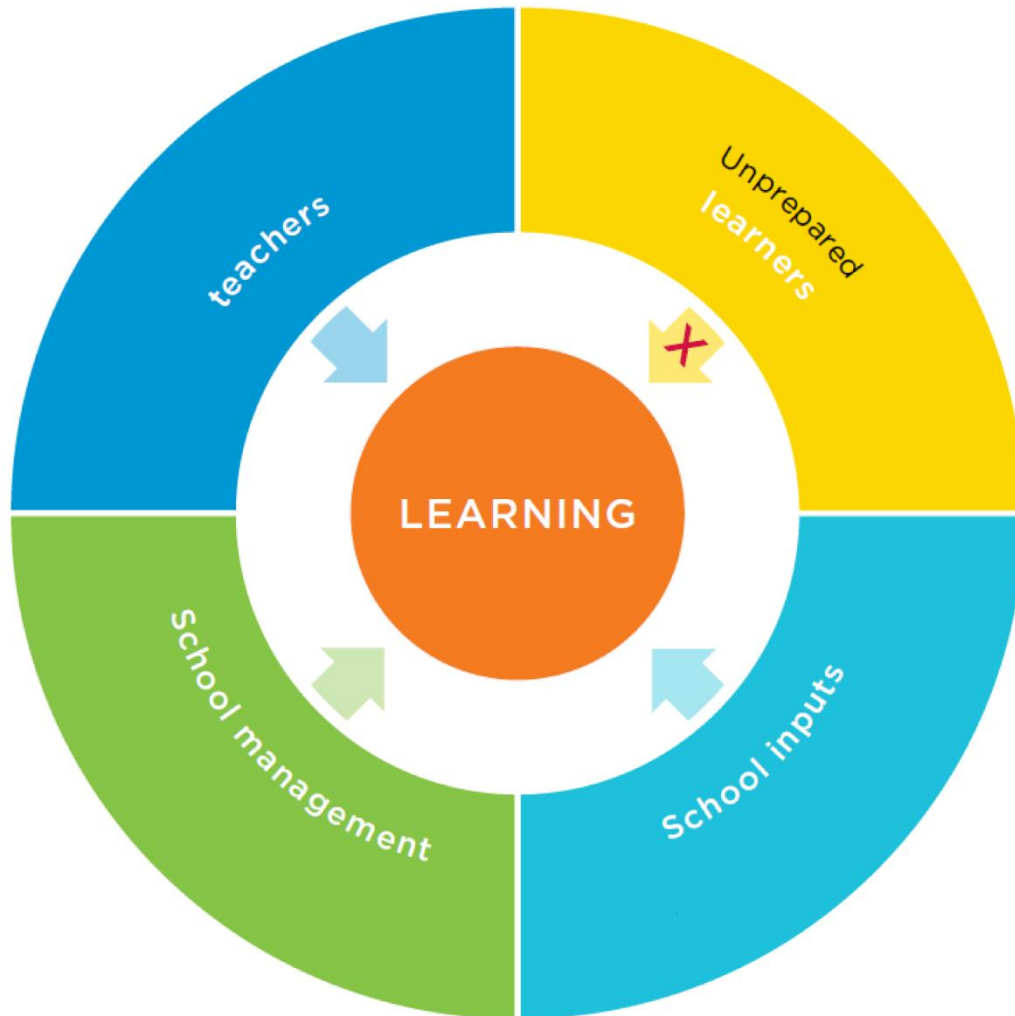 teachers
Unprepared
learners
X
LEARNING
School management
School inputs